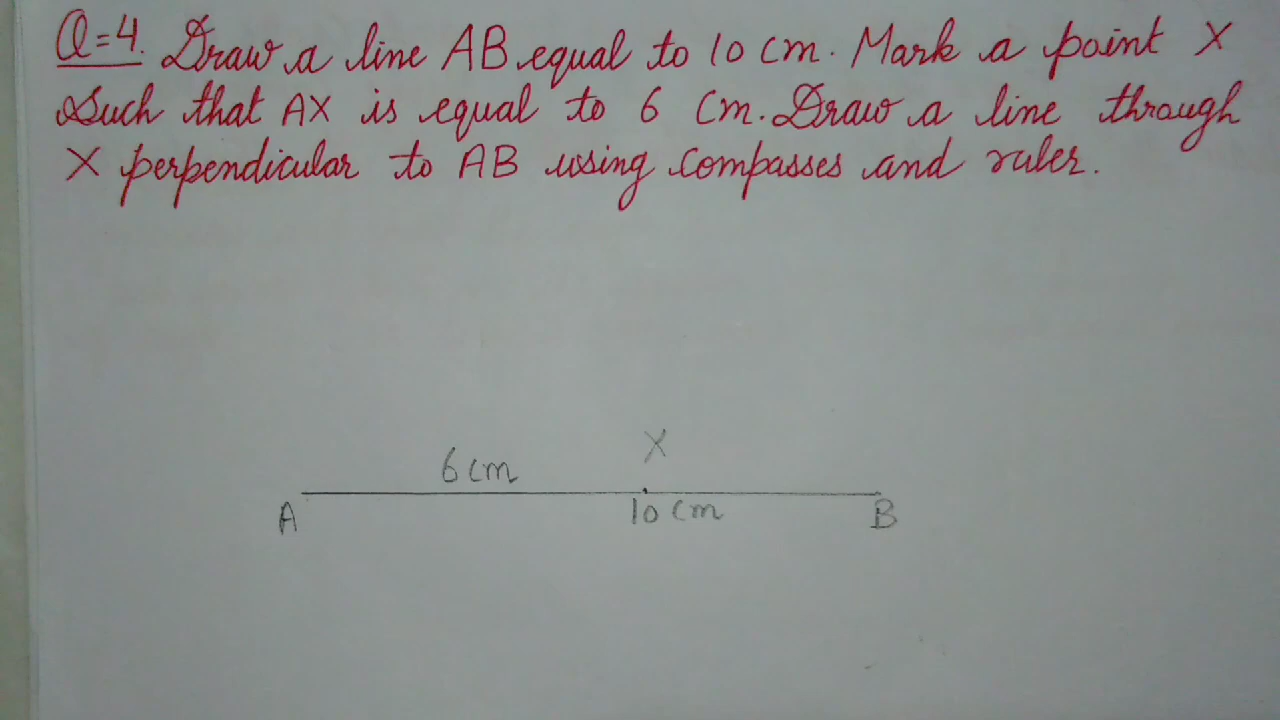 Q=4. Draw a line AB equal to 10 cm. Mark a point X
Such that AX is equal to 6 Cm. Draw a line through
X perpendicular to AB using Compasses and ruler.
X
6 cm
A
10 cm
B